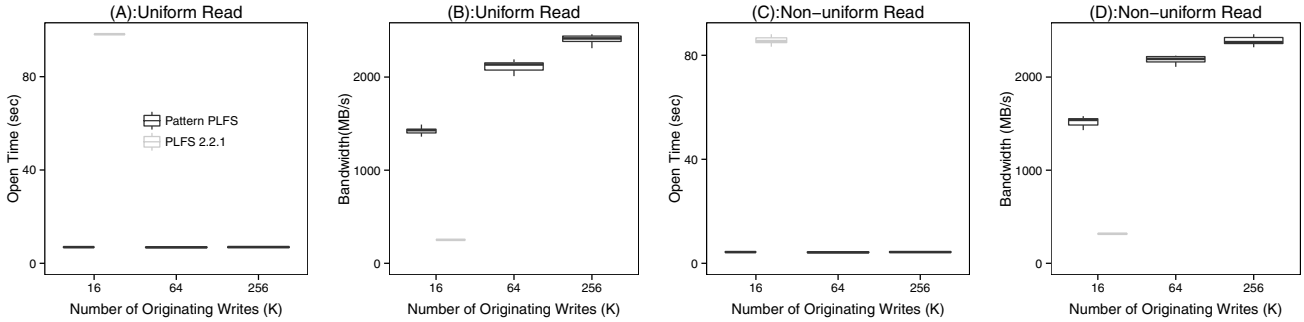 (A):Uniform Read
Open Time (sec)
80
40
0
Pattern PLFS
PLFS 2.2.1
16 64 256
Number of Originating Writes (K)
(B):Uniform Read
Bandwidth(MB/s)
2000
1000
0
16 64 256
Number of Originating Writes (K)
(C):Non−uniform Read
Open Time (sec)
80
40
0
16 64 256
Number of Originating Writes (K)
(D):Non−uniform Read
Bandwidth (MB/s)
2000
1000
0
16 64 256
Number of Originating Writes (K)